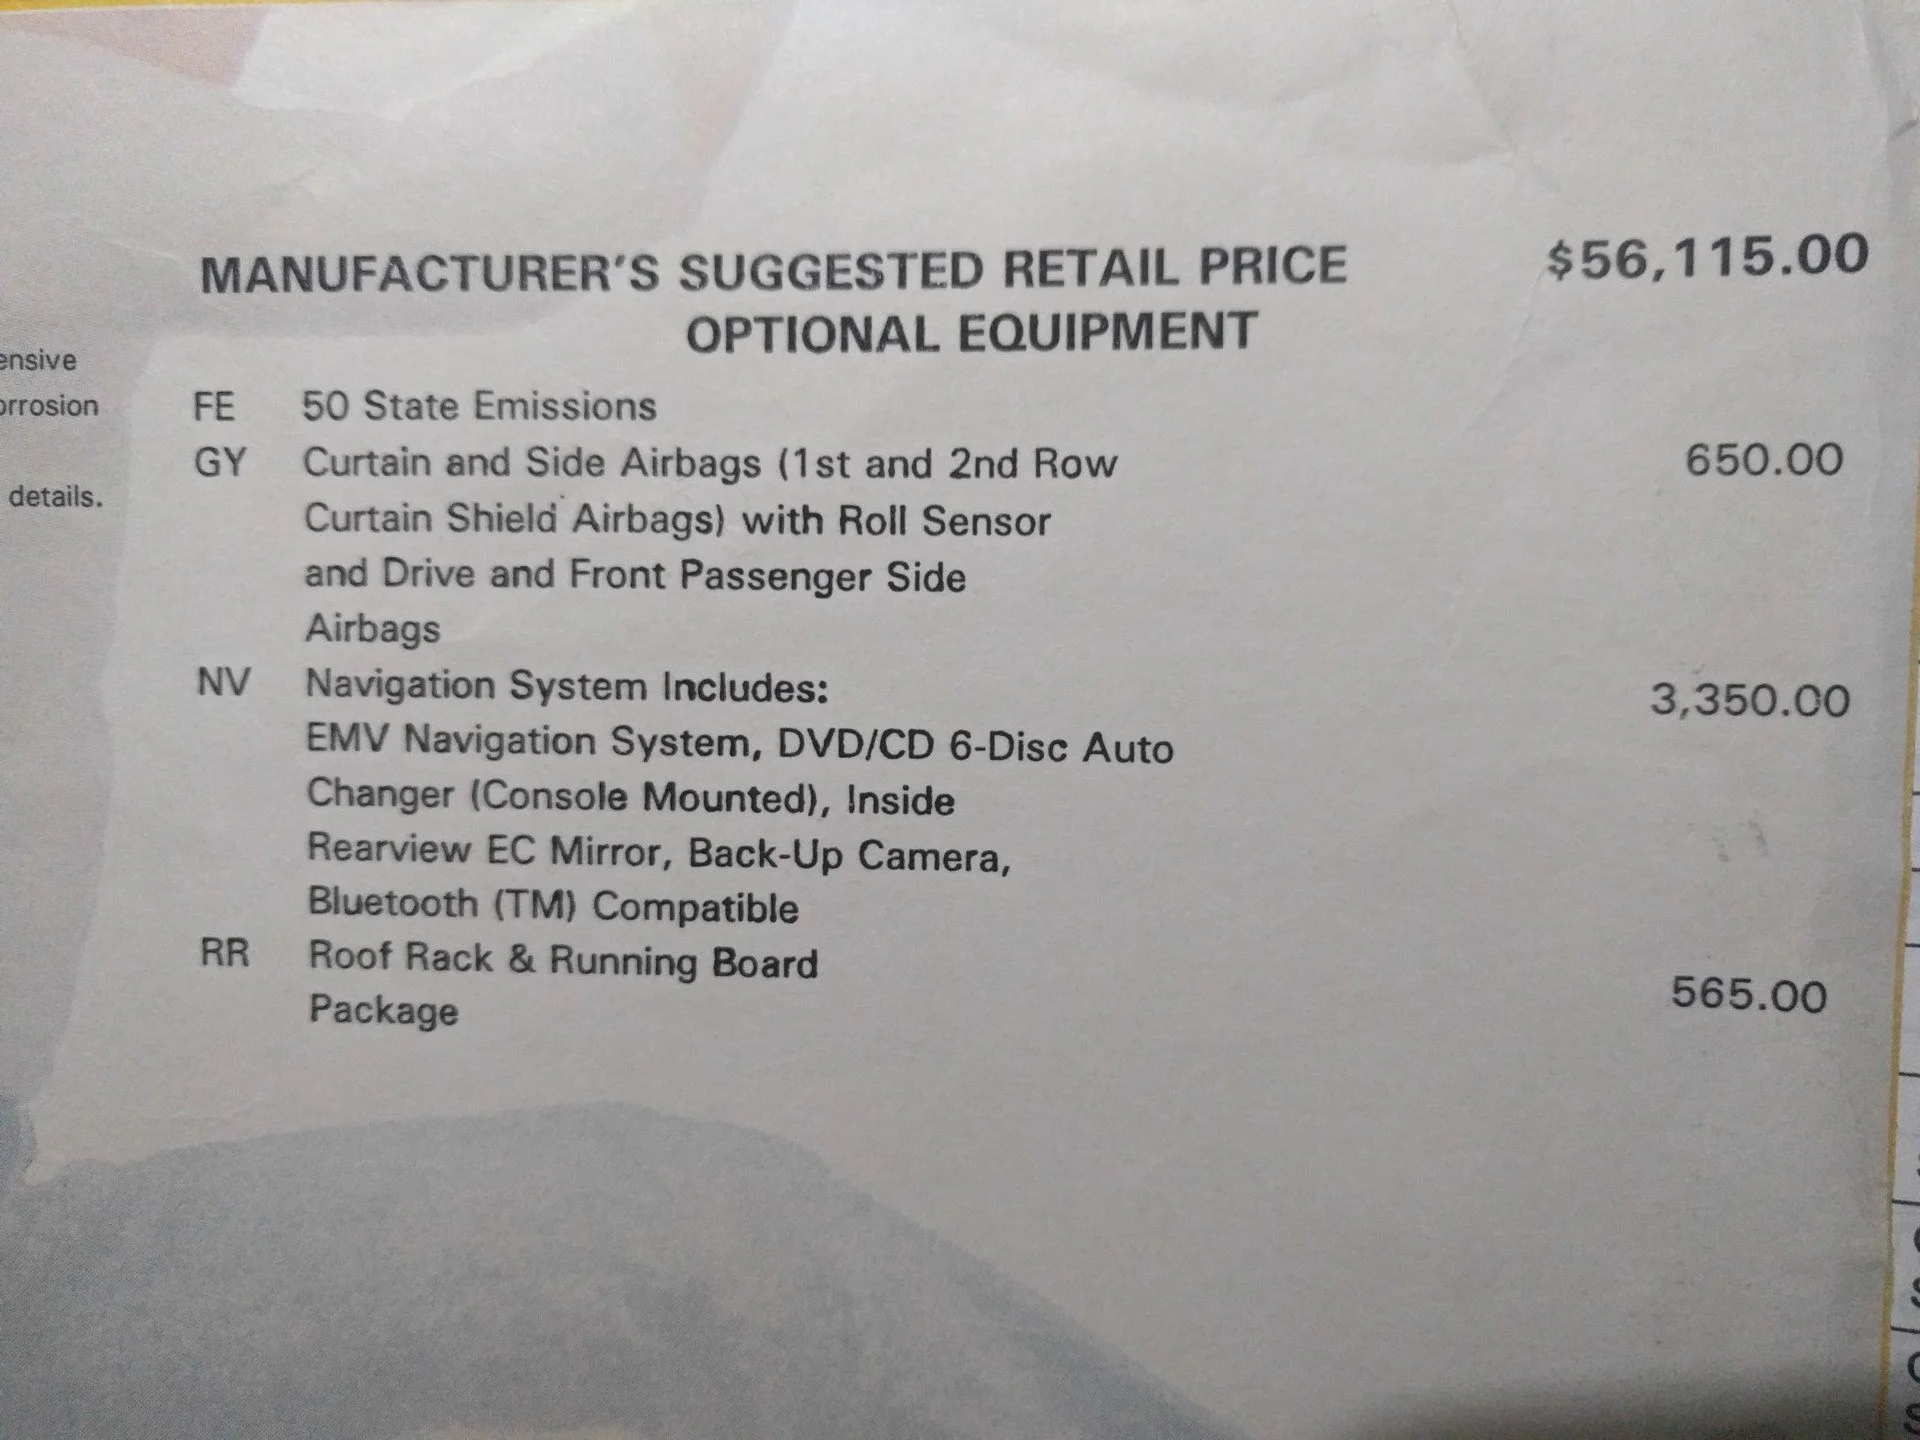 MANUFACTURER'S SUGGESTED RETAIL PRICE $56,115.00
OPTIONAL EQUIPMENT
ensive
orrosion
details.
FE 50 State Emissions
GY Curtain and Side Airbags (1st and 2nd Row 650.00
Curtain Shield Airbags) with Roll Sensor
and Drive and Front Passenger Side
Airbags
NV Navigation System Includes: 3,350.00
EMV Navigation System, DVD/CD 6-Disc Auto
Changer (Console Mounted), Inside
Rearview EC Mirror, Back-Up Camera,
Bluetooth (TM) Compatible
RR Roof Rack & Running Board
Package 565.00